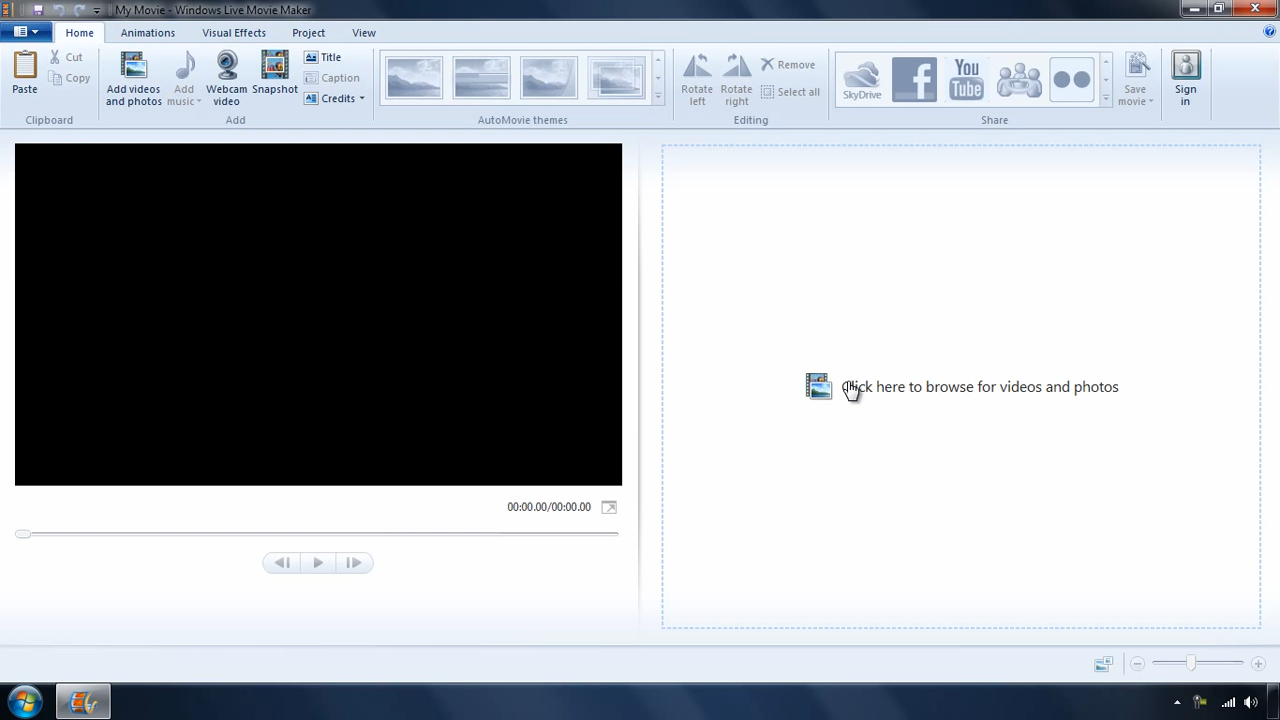 My Movie - Windows Live Movie Maker
Home
Animations
Visual Effects
Project
View
Paste
Cut
Copy
Clipboard
Add videos
and photos
Add
music
Webcam
video
Snapshot
Title
Caption
Credits
Add
AutoMovie themes
Rotate
left
Rotate
right
Remove
Select all
Editing
SkyDrive
You
Tube
Save
movie
Share
Sign
in
Click here to browse for videos and photos
00:00.00/00:00.00